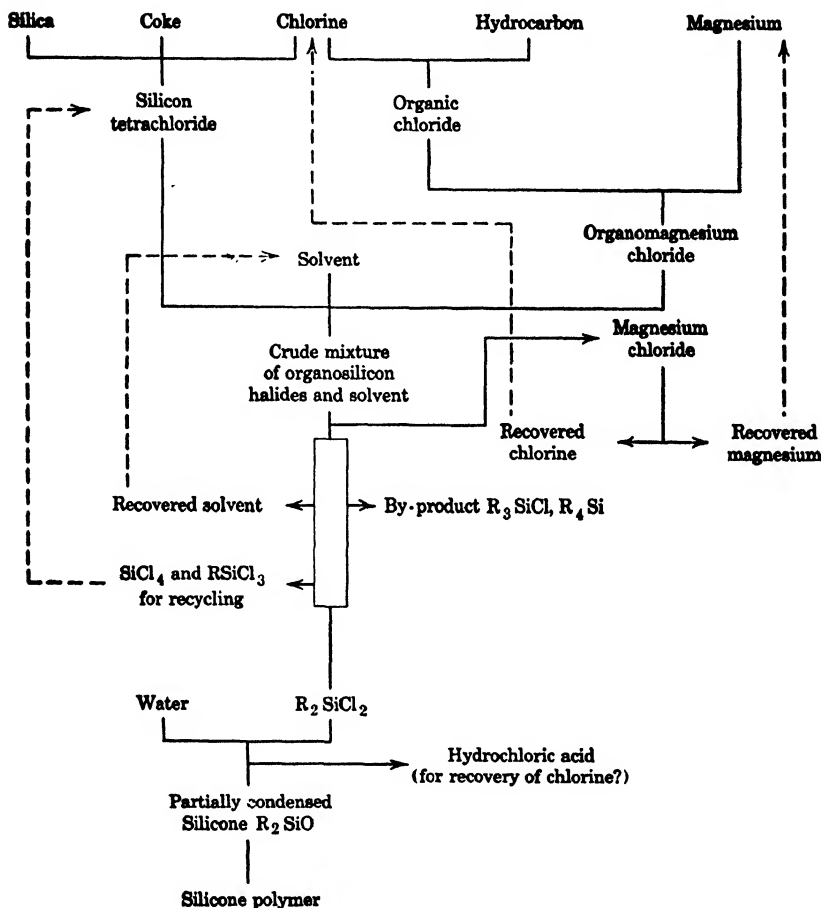 Silica Coke Chlorine Hydrocarbon Magnesium
Silicon
tetrachloride
Organic
chloride
Organomagnesium
chloride
Solvent
Magnesium
chloride
Crude mixture
of organosilicon
halides and solvent
Recovered
chlorine
Recovered
magnesium
Recovered solvent
By-product R₃SiCl, R₄Si
SiCl₄ and RSiCl₃
for recycling
Water
R₂SiCl₂
Hydrochloric acid
(for recovery of chlorine?)
Partially condensed
Silicone R₂SiO
Silicone polymer